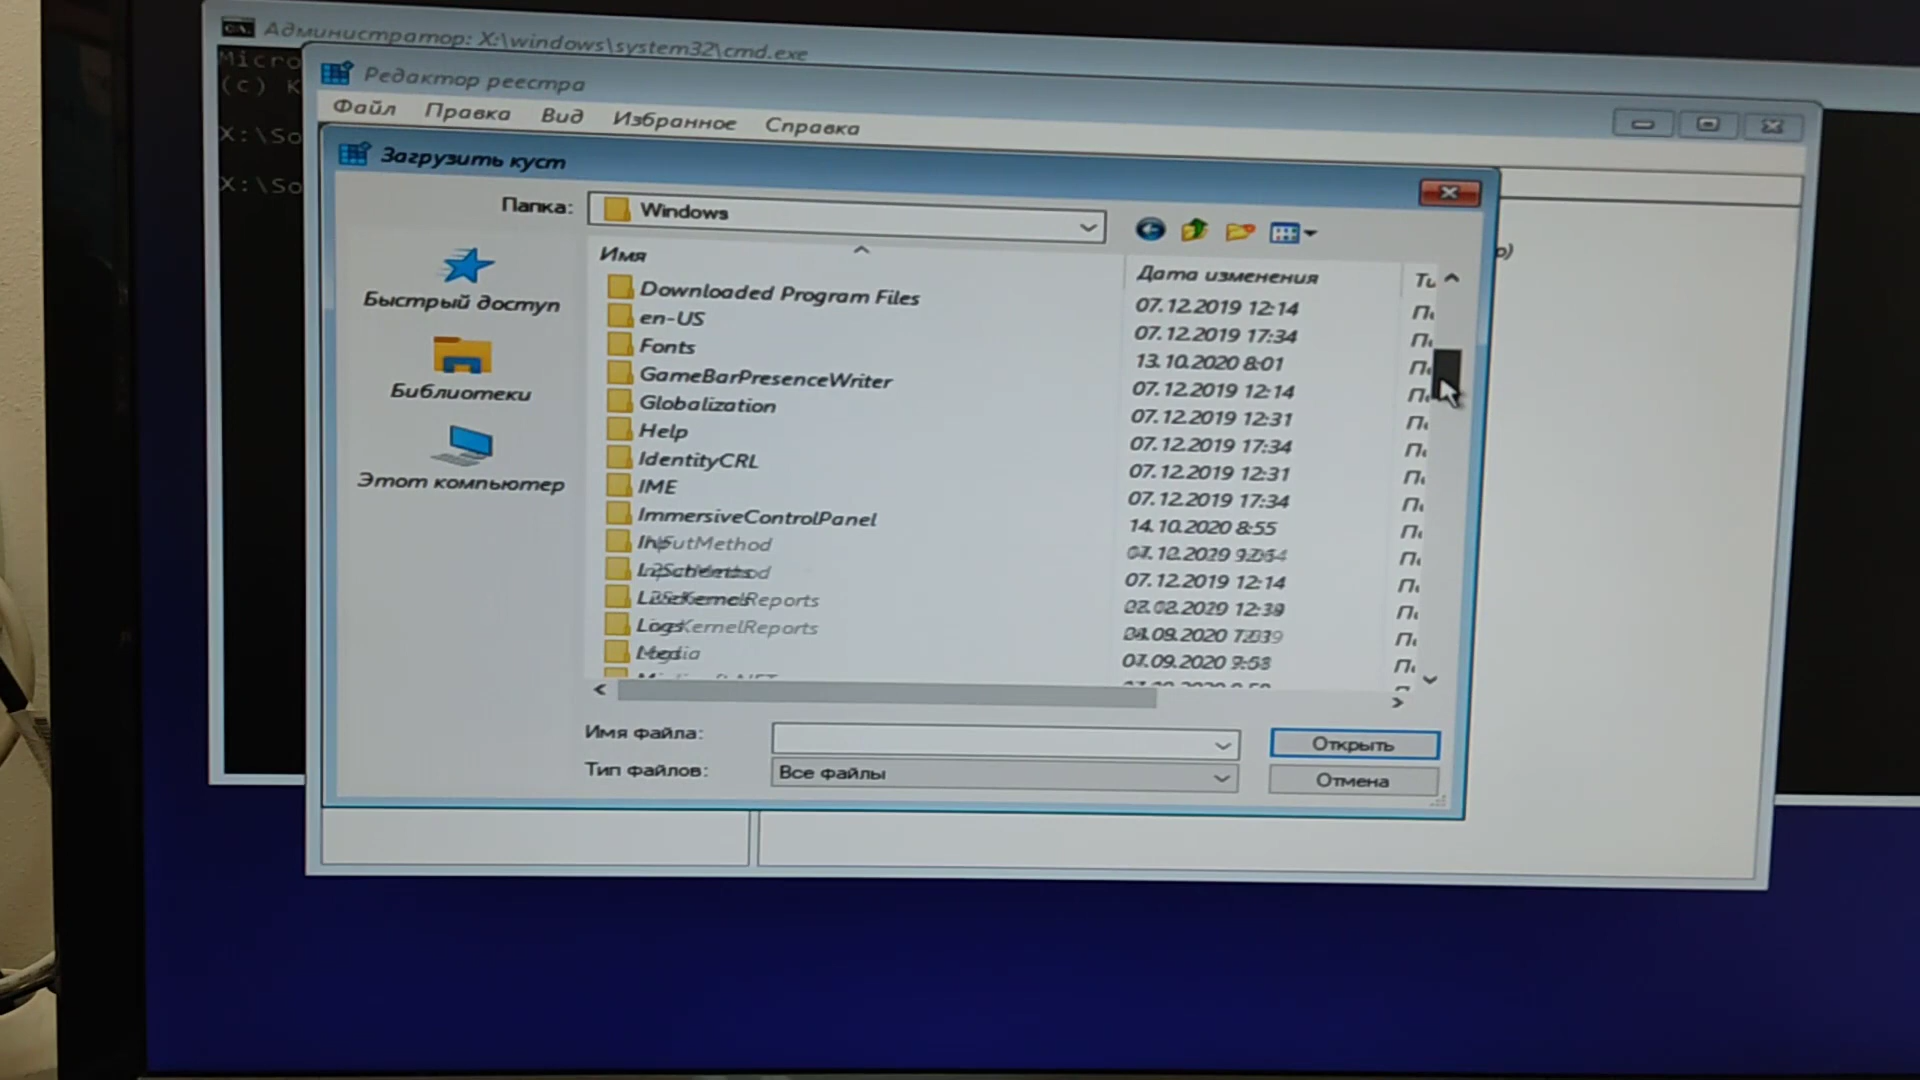 Администратор: X:\windows\system32\cmd.exe
Micro
(c) К
X:\So
X:\So
Редактор реестра
Файл Правка Вид Избранное Справка
Загрузить куст
Папка: Windows
Быстрый доступ
Библиотеки
Этот компьютер
Имя Дата изменения Ти
Downloaded Program Files 07.12.2019 12:14
en-US 07.12.2019 17:34
Fonts 13.10.2020 8:01
GameBarPresenceWriter 07.12.2019 12:14
Globalization 07.12.2019 12:31
Help 07.12.2019 17:34
IdentityCRL 07.12.2019 12:31
IME 07.12.2019 17:34
ImmersiveControlPanel 14.10.2020 8:55
07.12.2019 12:14
Имя файла:
Тип файлов: Все файлы
Открыть
Отмена